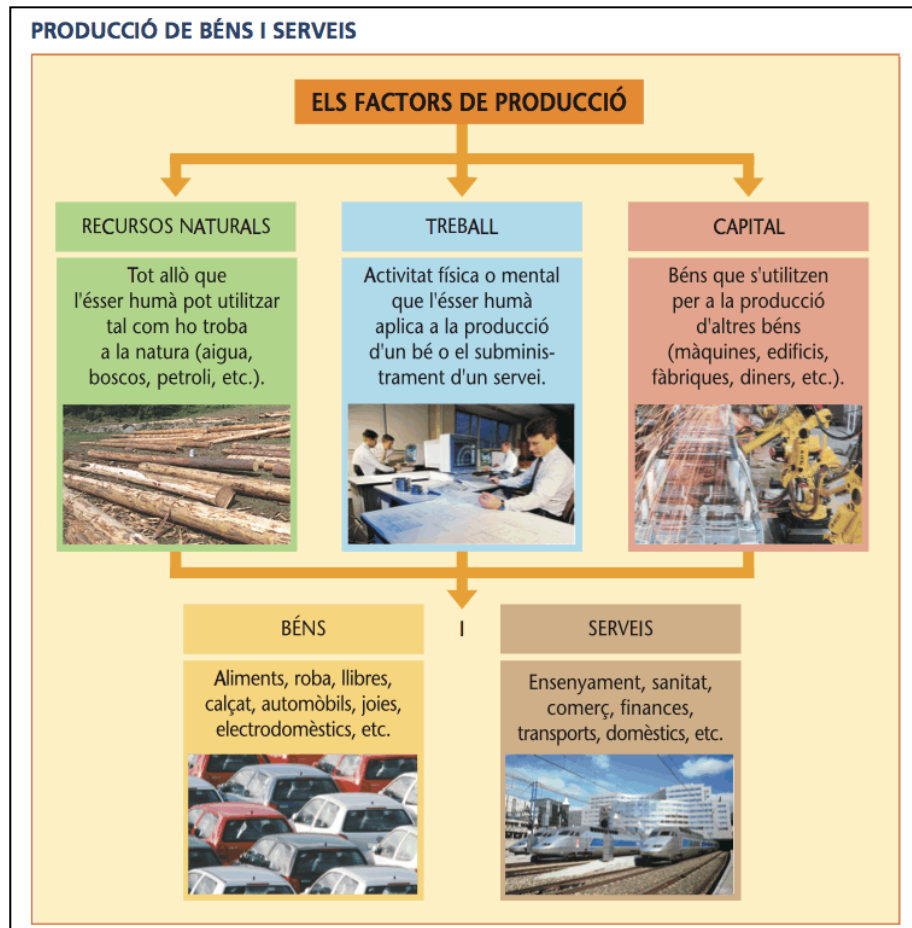 PRODUCCIÓ DE BÉNS I SERVEIS
ELS FACTORS DE PRODUCCIÓ
RECURSOS NATURALS
Tot allò que
l'ésser humà pot utilitzar
tal com ho troba
a la natura (aigua,
boscos, petroli, etc.).
TREBALL
Activitat física o mental
que l'ésser humà
aplica a la producció
d'un bé o el subminis-
trament d'un servei.
CAPITAL
Béns que s'utilitzen
per a la producció
d'altres béns
(màquines, edificis,
fàbriques, diners, etc.).
BÉNS
Aliments, roba, llibres,
calçat, automòbils, joies,
electrodomèstics, etc.
I
SERVEIS
Ensenyament, sanitat,
comerç, finances,
transports, domèstics, etc.